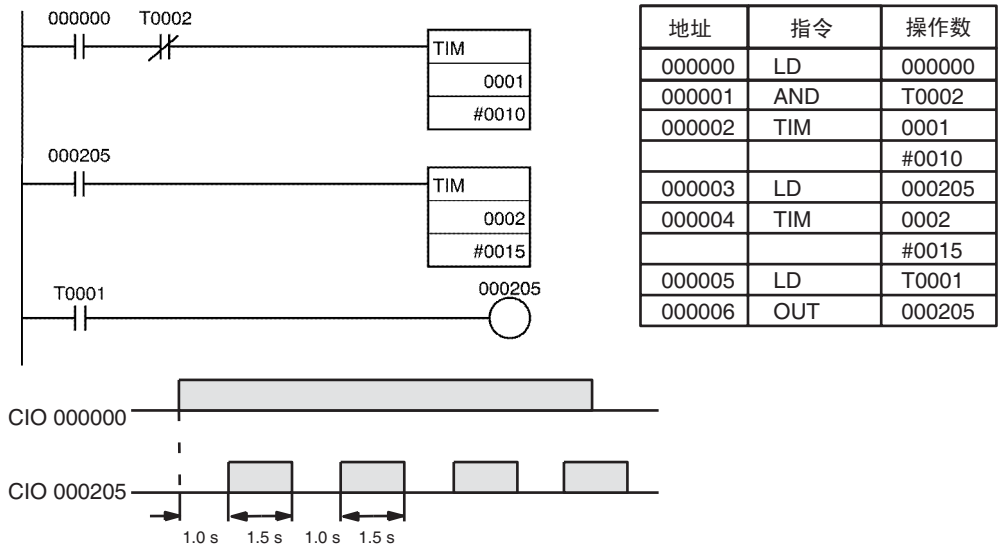 000000 T0002
TIM
0001
#0010
000205
TIM
0002
#0015
T0001
000205
地址 指令 操作数
000000 LD 000000
000001 AND T0002
000002 TIM 0001
#0010
000003 LD 000205
000004 TIM 0002
#0015
000005 LD T0001
000006 OUT 000205
CIO 000000
CIO 000205
1.0 s 1.5 s 1.0 s 1.5 s